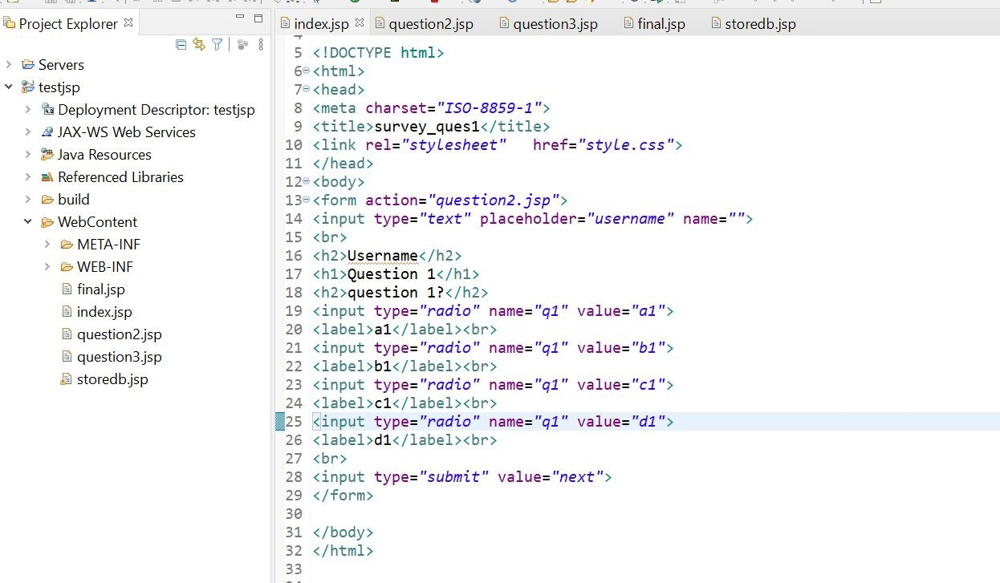 Project Explorer
Servers
testjsp
Deployment Descriptor: testjsp
JAX-WS Web Services
Java Resources
Referenced Libraries
build
WebContent
META-INF
WEB-INF
final.jsp
index.jsp
question2.jsp
question3.jsp
storedb.jsp
index.jsp question2.jsp question3.jsp final.jsp storedb.jsp
4
5 <!DOCTYPE html>
6 <html>
7 <head>
8 <meta charset="ISO-8859-1">
9 <title>survey_ques1</title>
10 <link rel="stylesheet"   href="style.css">
11 </head>
12 <body>
13 <form action="question2.jsp">
14 <input type="text" placeholder="username" name="">
15 <br>
16 <h2>Username</h2>
17 <h1>Question 1</h1>
18 <h2>question 1?</h2>
19 <input type="radio" name="q1" value="a1">
20 <label>a1</label><br>
21 <input type="radio" name="q1" value="b1">
22 <label>b1</label><br>
23 <input type="radio" name="q1" value="c1">
24 <label>c1</label><br>
25 <input type="radio" name="q1" value="d1">
26 <label>d1</label><br>
27 <br>
28 <input type="submit" value="next">
29 </form>
30
31 </body>
32 </html>
33